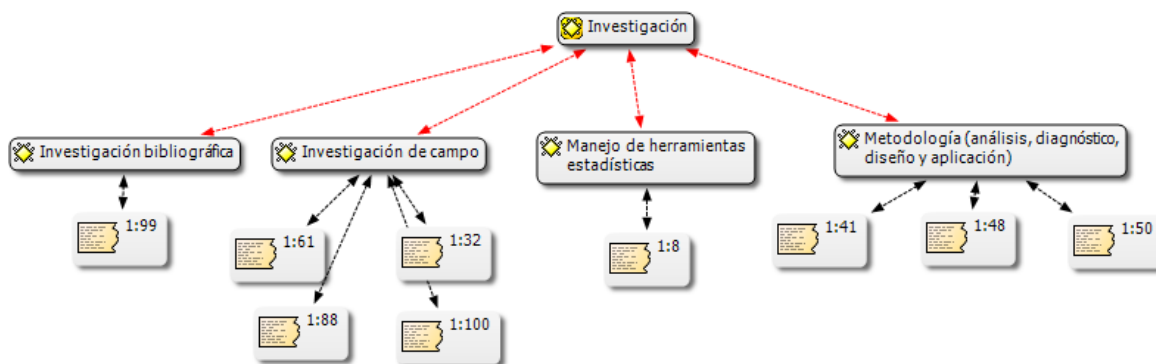 Investigación
Investigación bibliográfica
Investigación de campo
Manejo de herramientas
estadísticas
Metodología (análisis, diagnóstico,
diseño y aplicación)
1:99
1:61
1:32
1:8
1:41
1:48
1:50
1:88
1:100